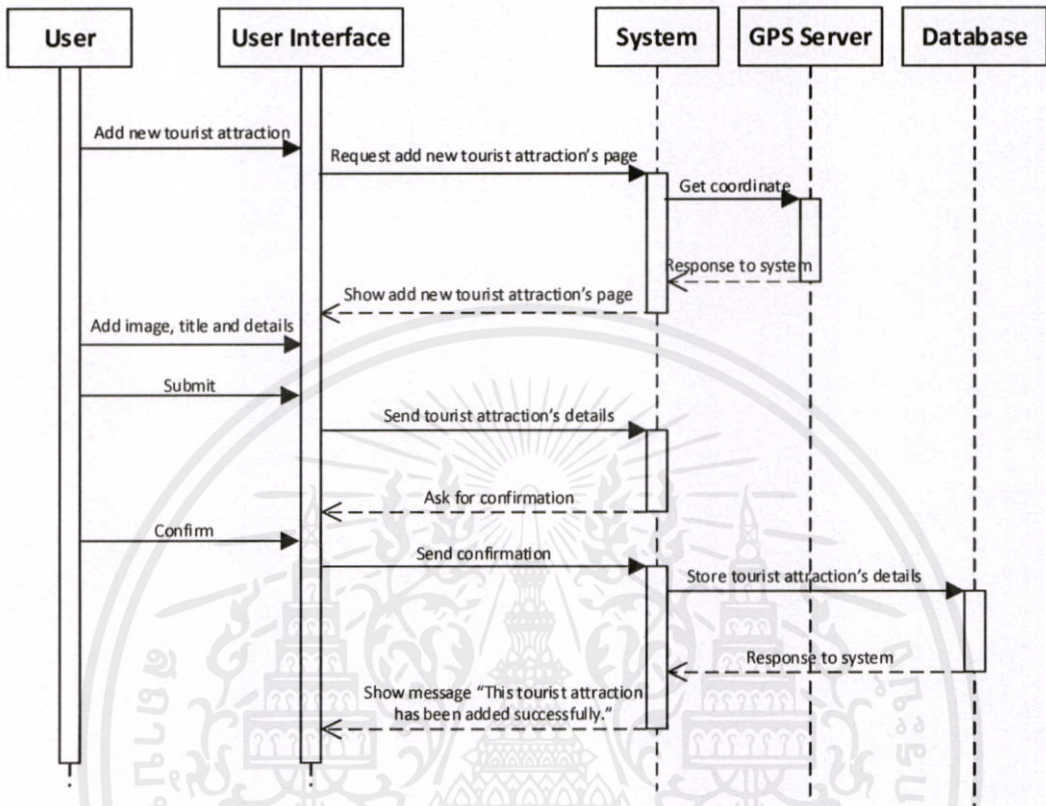 User
User Interface
System
GPS Server
Database
Add new tourist attraction
Request add new tourist attraction's page
Get coordinate
Response to system
Show add new tourist attraction's page
Add image, title and details
Submit
Send tourist attraction's details
Ask for confirmation
Confirm
Send confirmation
Store tourist attraction's details
Response to system
Show message “This tourist attraction
has been added successfully.”